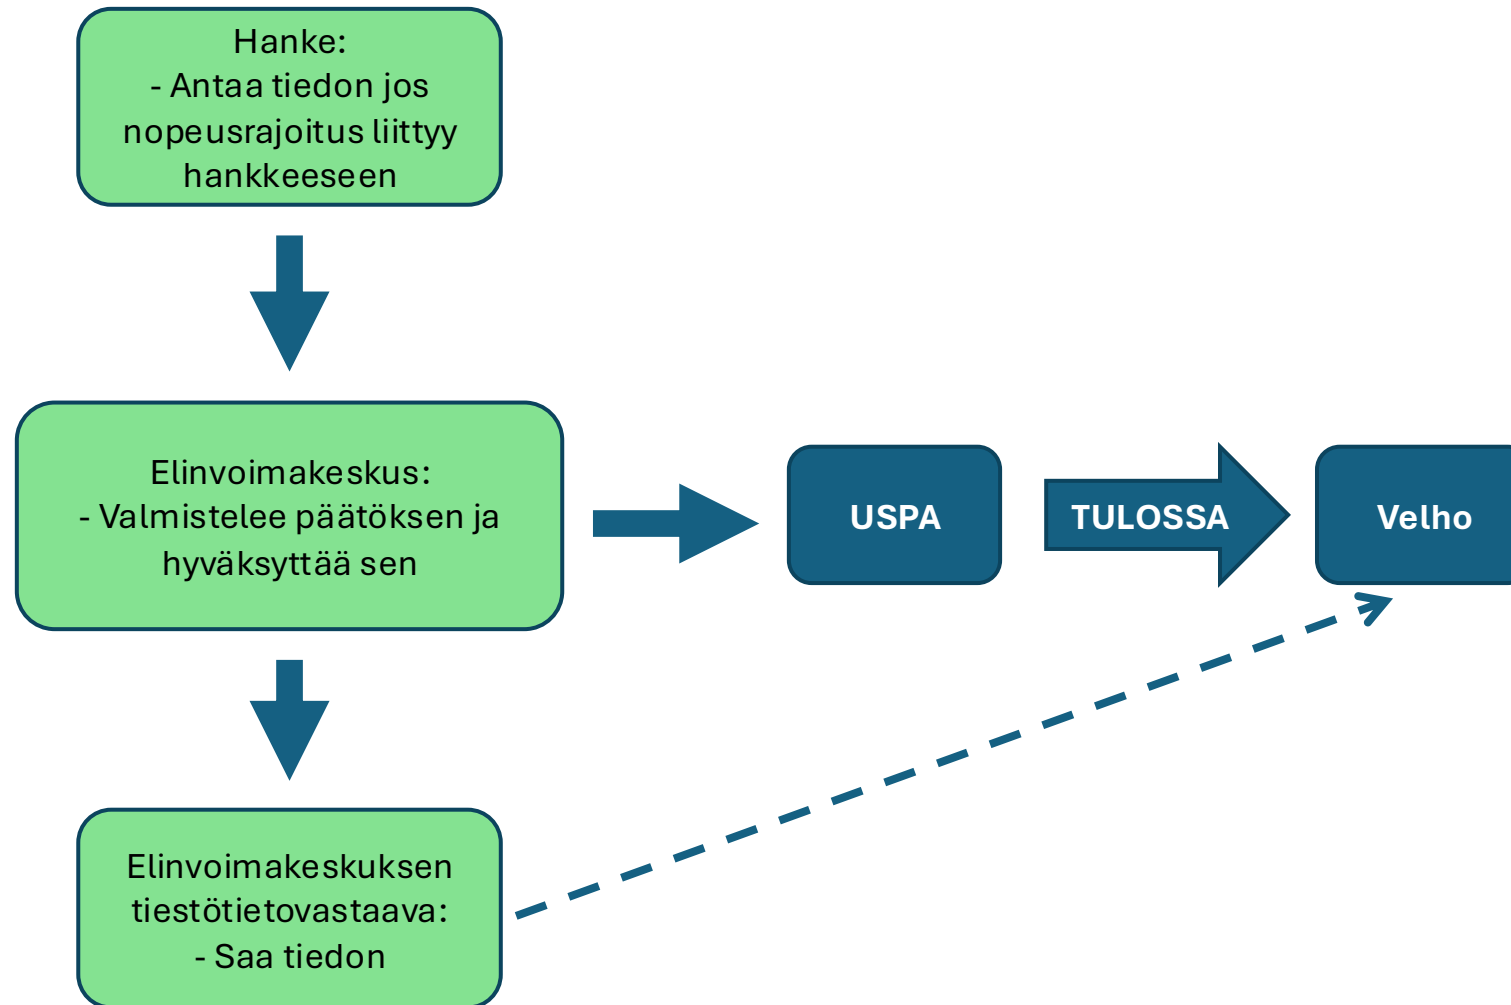 Hanke:
- Antaa tiedon jos
nopeusrajoitus liittyy
hankkeeseen
Elinvoimakeskus:
- Valmistelee päätöksen ja
hyväksyttää sen
USPA
TULOSSA
Velho
Elinvoimakeskuksen
tiestötietovastaava:
- Saa tiedon